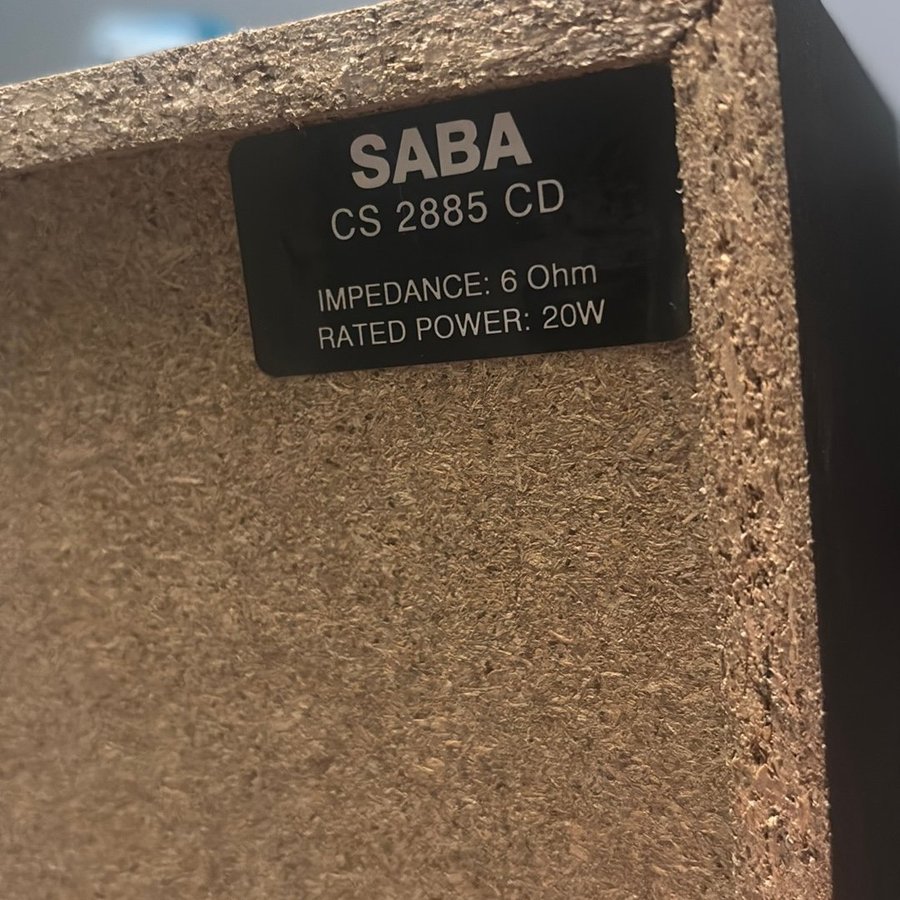 SABA
CS 2885 CD
IMPEDANCE: 6 Ohm
RATED POWER: 20W